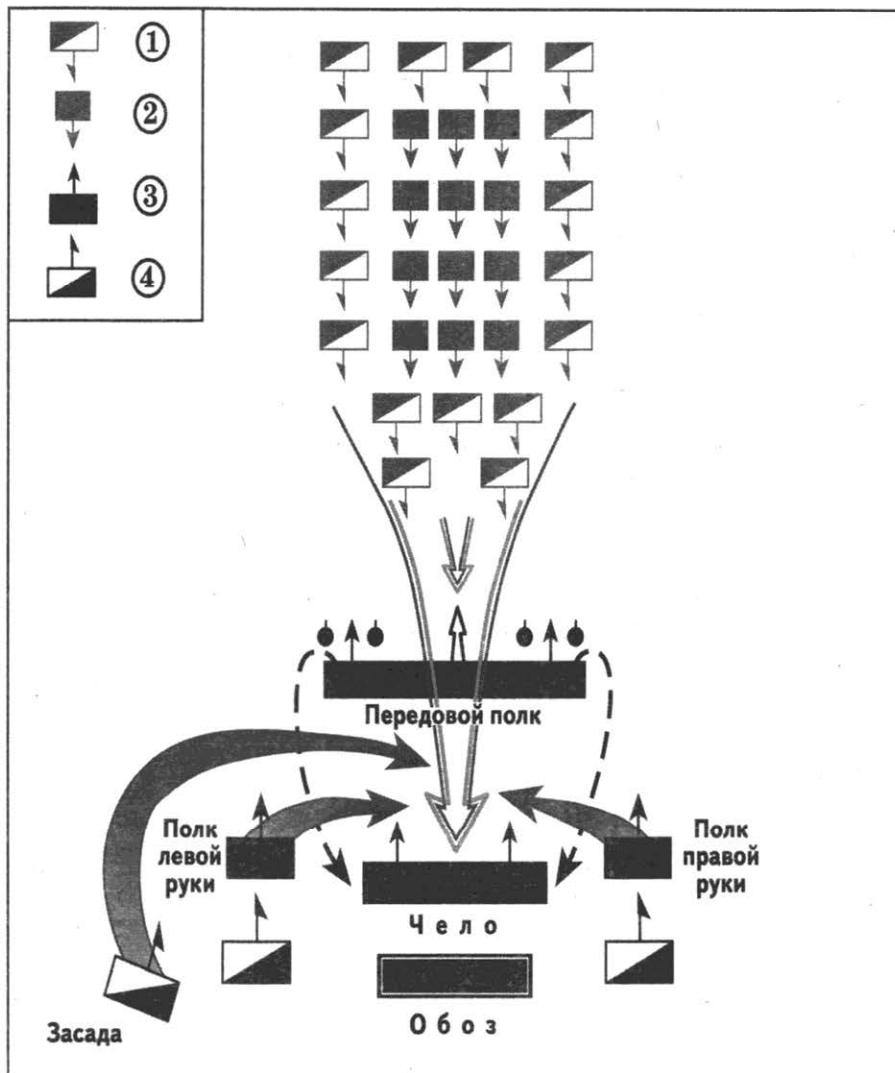 1
2
3
4
Передовой полк
Полк
левой
руки
Полк
правой
руки
Чело
Обоз
Засада